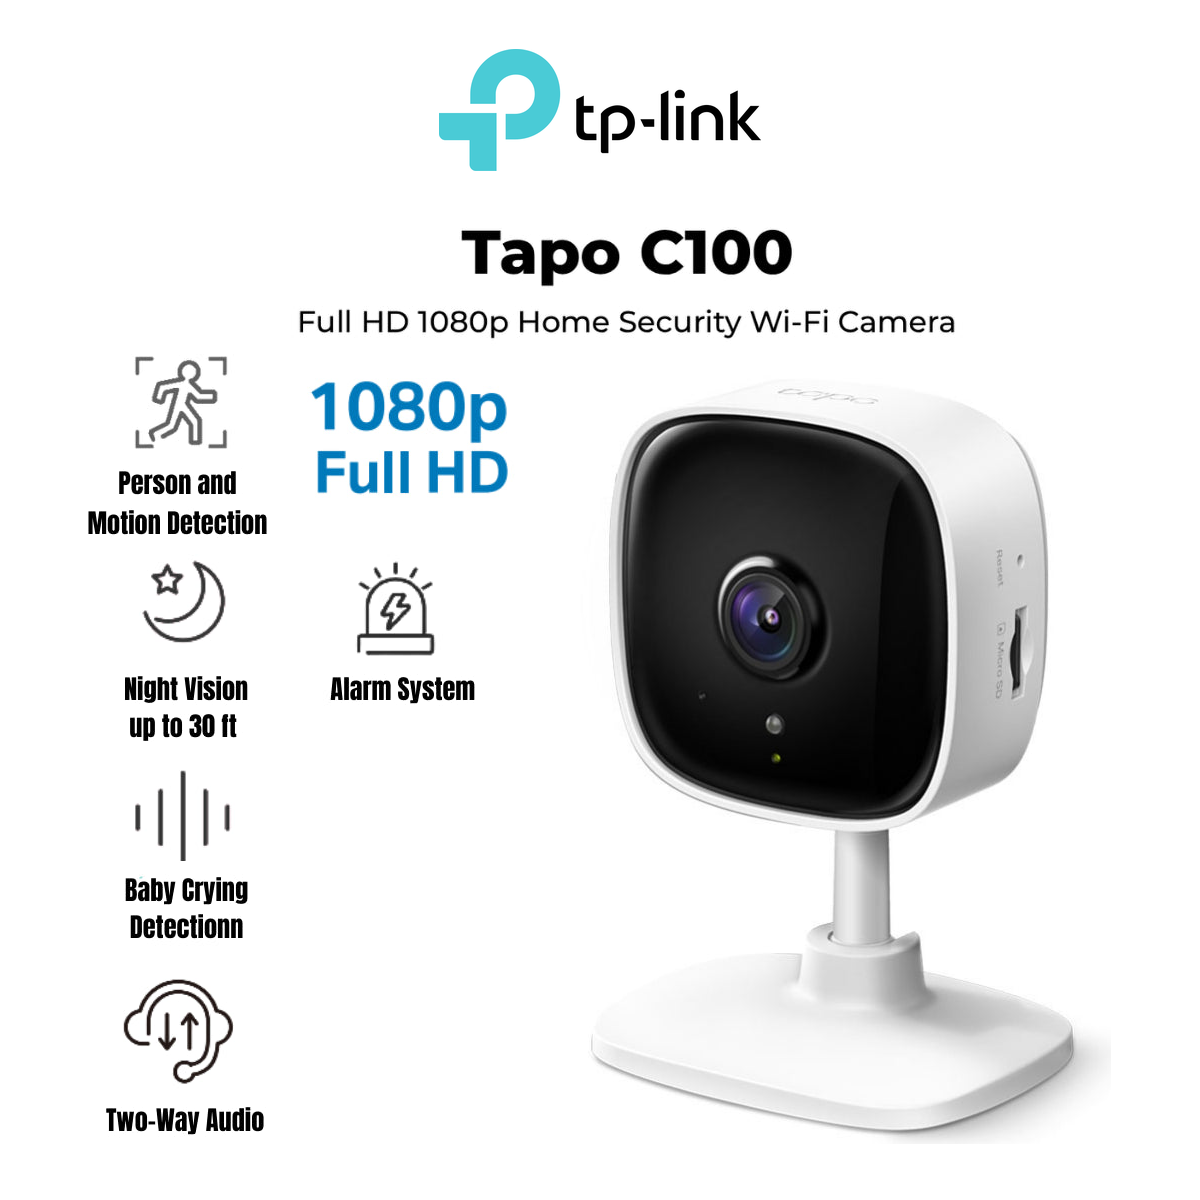 tp-link
Tapo C100
Full HD 1080p Home Security Wi-Fi Camera
1080p
Full HD
Person and
Motion Detection
Night Vision
up to 30 ft
Alarm System
Baby Crying
Detectionn
Two-Way Audio
tapo
Reset
Micro SD